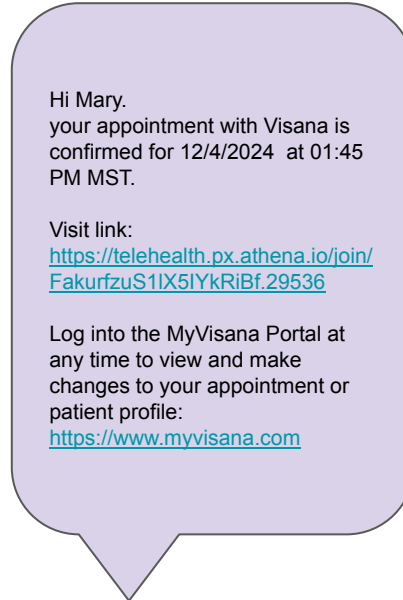 Hi Mary.
your appointment with Visana is
confirmed for 12/4/2024  at 01:45
PM MST.
Visit link:
https://telehealth.px.athena.io/join/
FakurfzuS1lX5IYkRiBf.29536
Log into the MyVisana Portal at
any time to view and make
changes to your appointment or
patient profile:
https://www.myvisana.com